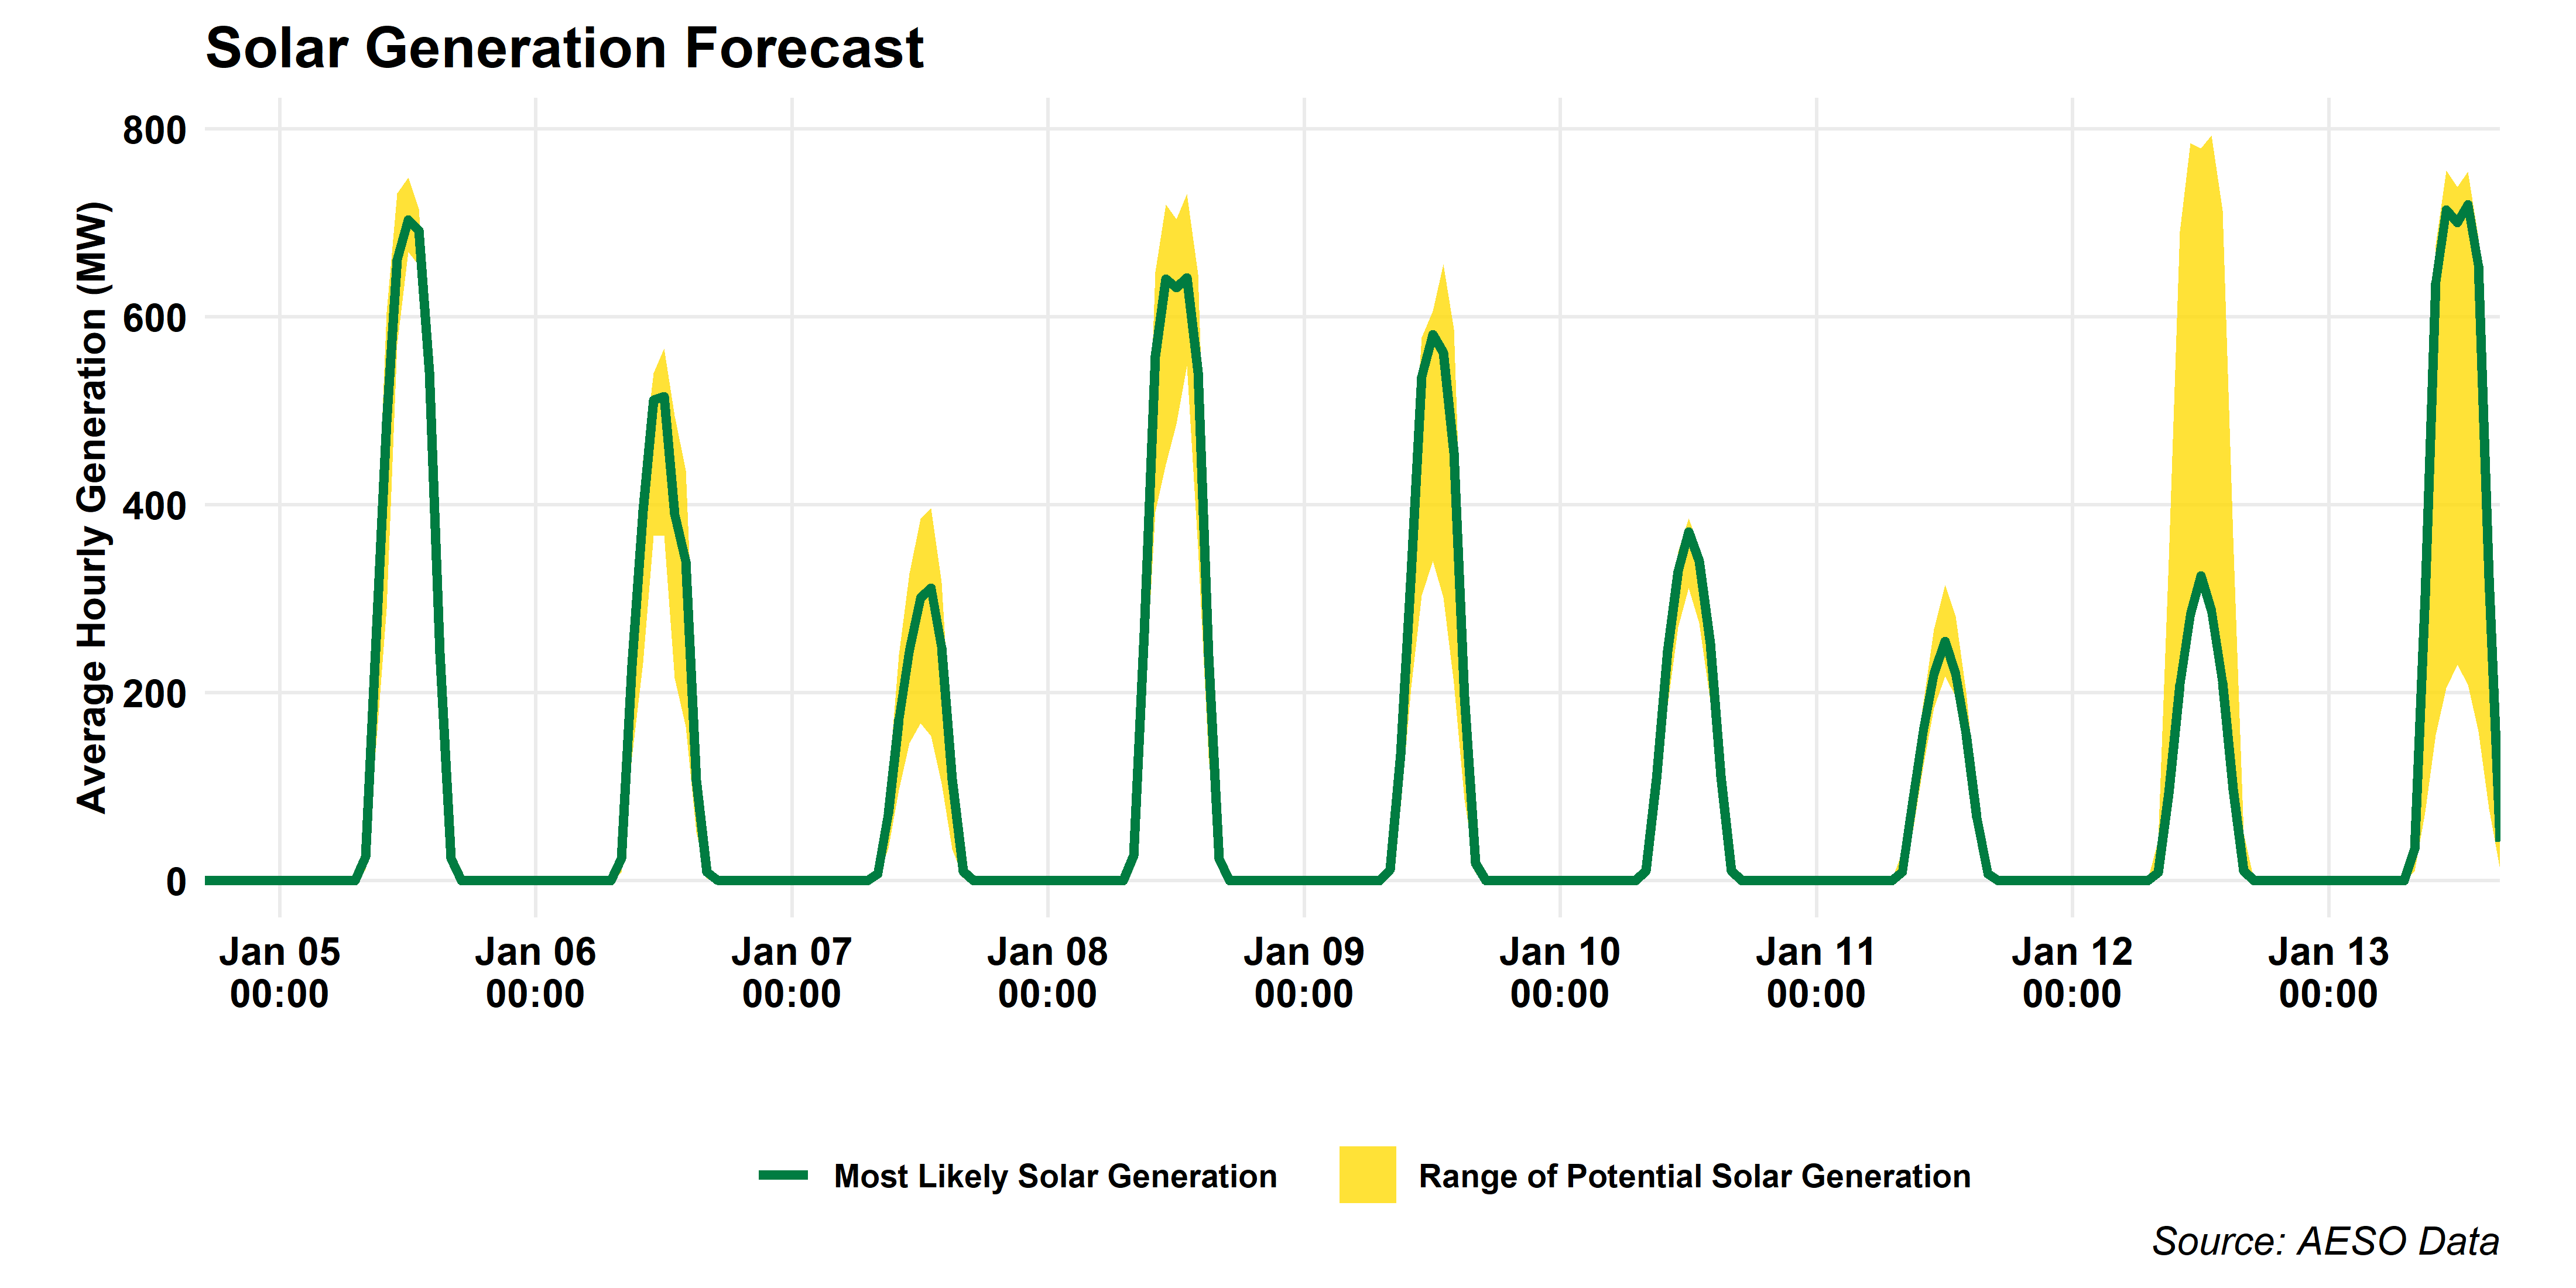 Solar Generation Forecast
Average Hourly Generation (MW)
800
600
400
200
0
Jan 05 Jan 06 Jan 07 Jan 08 Jan 09 Jan 10 Jan 11 Jan 12 Jan 13
00:00 00:00 00:00 00:00 00:00 00:00 00:00 00:00 00:00
Most Likely Solar Generation Range of Potential Solar Generation
Source: AESO Data